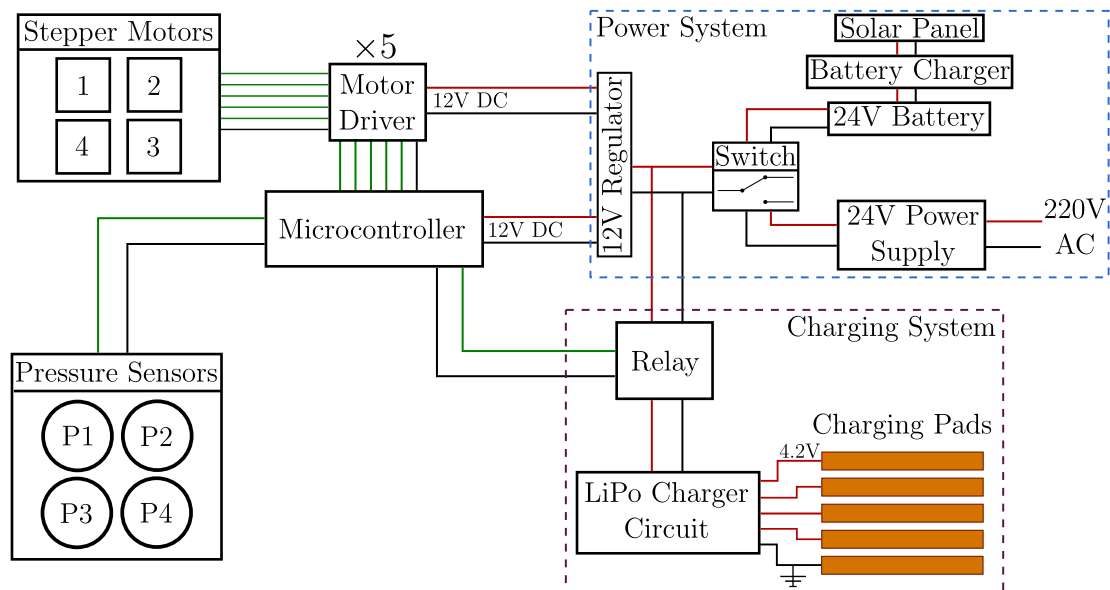 Stepper Motors
1
2
4
3
×5
Motor
Driver
12V DC
Power System
12V Regulator
Solar Panel
Battery Charger
24V Battery
Switch
24V Power
Supply
220V
AC
Microcontroller
12V DC
Pressure Sensors
P1
P2
P3
P4
Charging System
Relay
Charging Pads
4.2V
LiPo Charger
Circuit